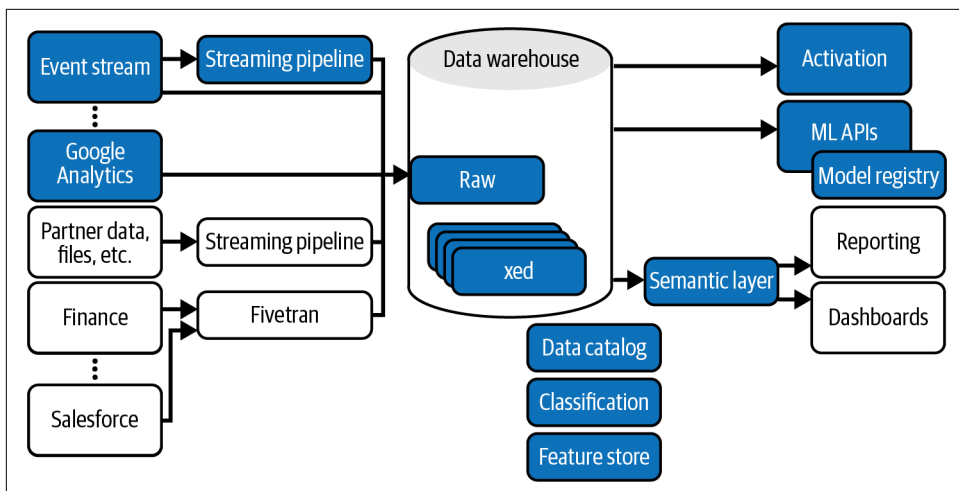 Event stream
Streaming pipeline
Data warehouse
Activation
Google
Analytics
ML APIs
Model registry
Raw
Partner data,
files, etc.
Streaming pipeline
xed
Reporting
Semantic layer
Finance
Fivetran
Dashboards
Data catalog
Salesforce
Classification
Feature store